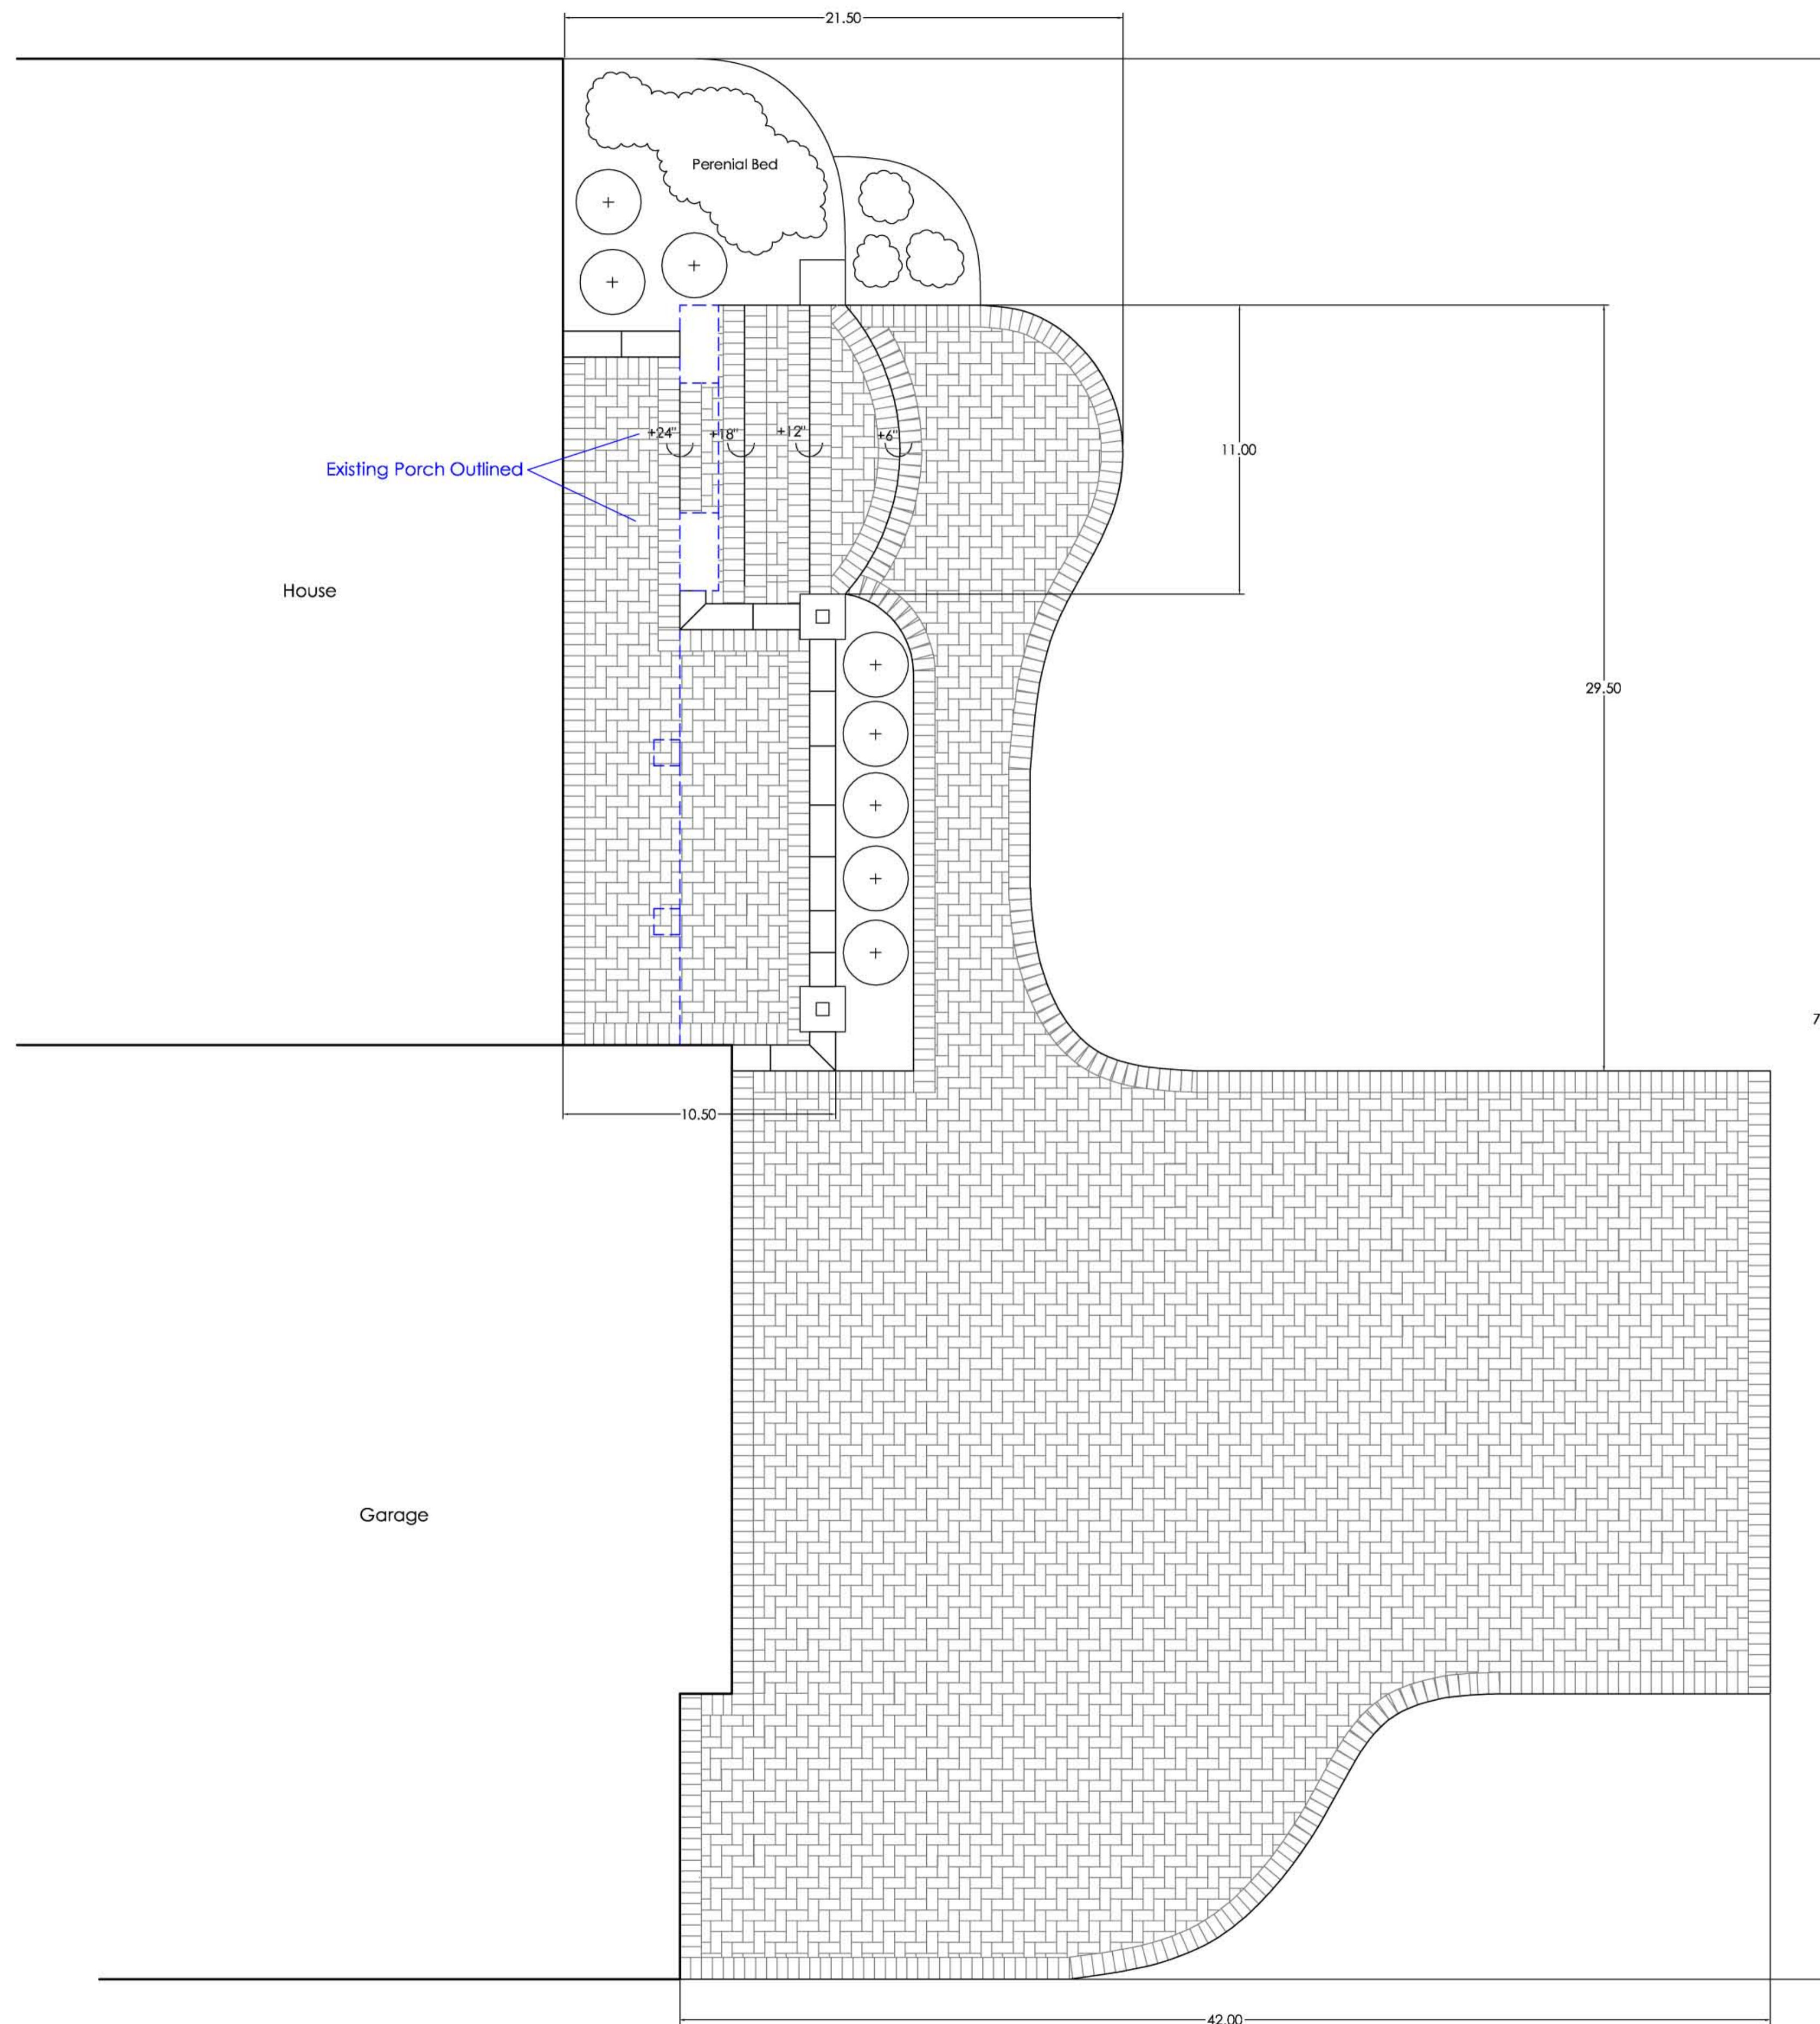 21.50
Perenial Bed
+24"
+18"
+12"
+6"
11.00
Existing Porch Outlined
House
29.50
7
10.50
Garage
42.00